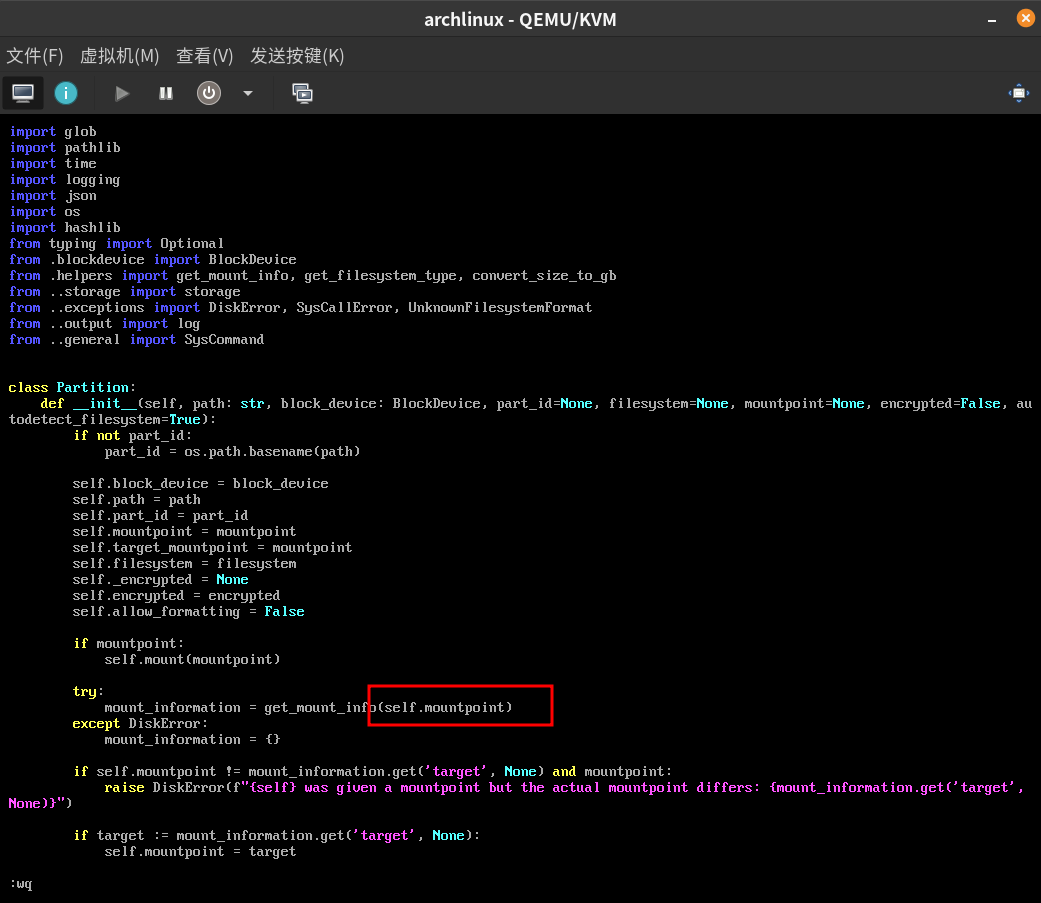 archlinux - QEMU/KVM
文件(F) 虚拟机(M) 查看(V) 发送按键(K)
import glob
import pathlib
import time
import logging
import json
import os
import hashlib
from typing import Optional
from .blockdevice import BlockDevice
from .helpers import get_mount_info, get_filesystem_type, convert_size_to_gb
from ..storage import storage
from ..exceptions import DiskError, SysCallError, UnknownFilesystemFormat
from ..output import log
from ..general import SysCommand
class Partition:
    def __init__(self, path: str, block_device: BlockDevice, part_id=None, filesystem=None, mountpoint=None, encrypted=False, au
todetect_filesystem=True):
        if not part_id:
            part_id = os.path.basename(path)
        self.block_device = block_device
        self.path = path
        self.part_id = part_id
        self.mountpoint = mountpoint
        self.target_mountpoint = mountpoint
        self.filesystem = filesystem
        self._encrypted = None
        self.encrypted = encrypted
        self.allow_formatting = False
        if mountpoint:
            self.mount(mountpoint)
        try:
            mount_information = get_mount_info(self.mountpoint)
        except DiskError:
            mount_information = {}
        if self.mountpoint != mount_information.get('target', None) and mountpoint:
            raise DiskError(f"{self} was given a mountpoint but the actual mountpoint differs: {mount_information.get('target',
None)}")
        if target := mount_information.get('target', None):
            self.mountpoint = target
:wq